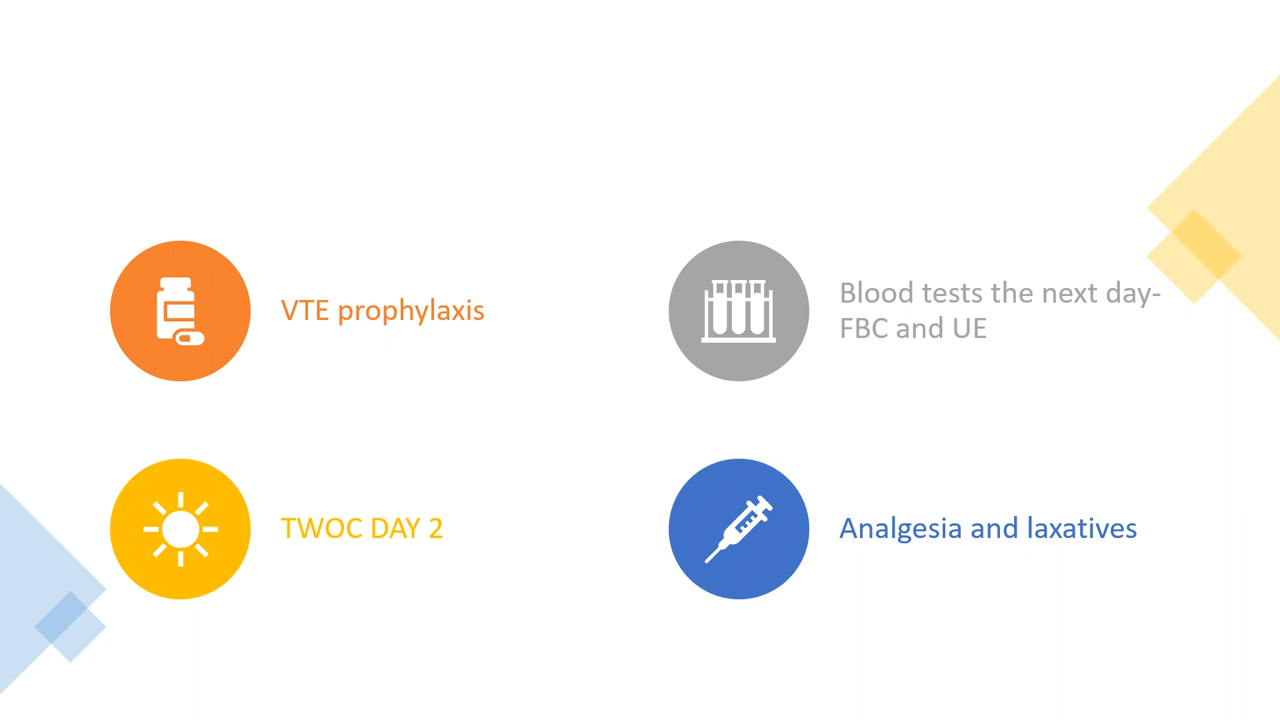 VTE prophylaxis
Blood tests the next day-
FBC and UE
TWOC DAY 2
Analgesia and laxatives